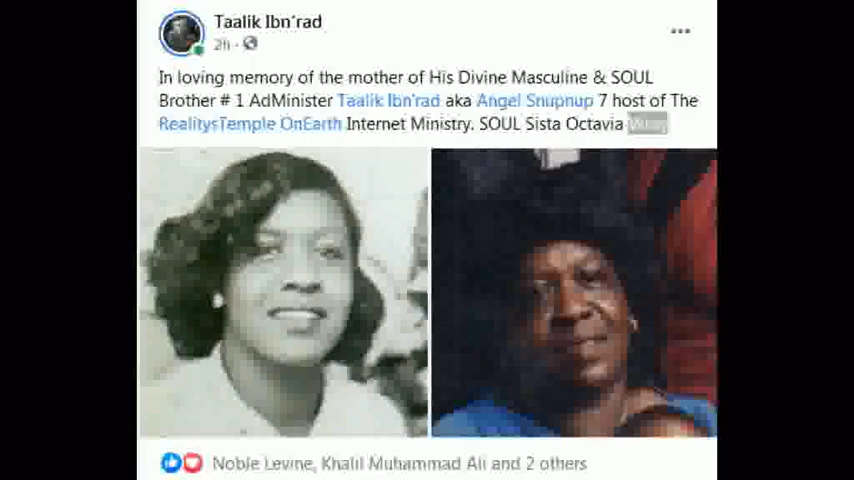 Taalik Ibn'rad
2h ·
In loving memory of the mother of His Divine Masculine & SOUL
Brother # 1 AdMinister Taalik Ibn'rad aka Angel Snupnup 7 host of The
RealitysTemple OnEarth Internet Ministry. SOUL Sista Octavia
Noble Levine, Khalil Muhammad Ali and 2 others